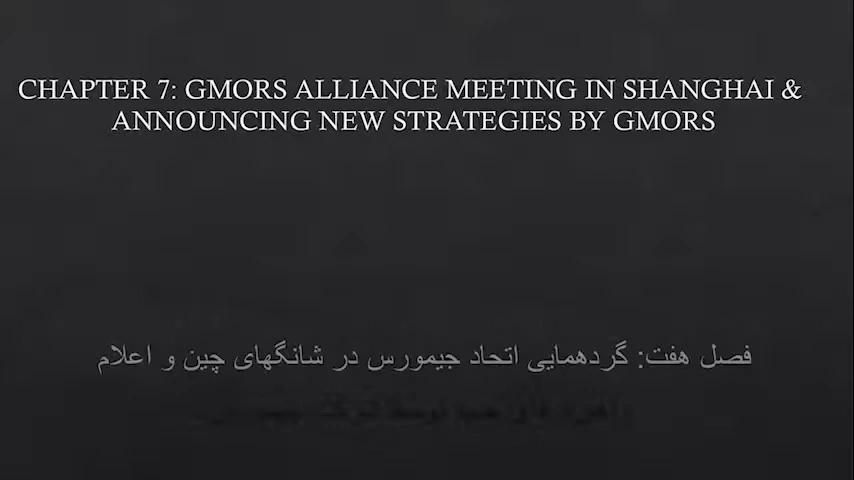 CHAPTER 7: GMORS ALLIANCE MEETING IN SHANGHAI &
ANNOUNCING NEW STRATEGIES BY GMORS
فصل هفت: گردهمایی اتحاد جیمورس در شانگهای چین و اعلام